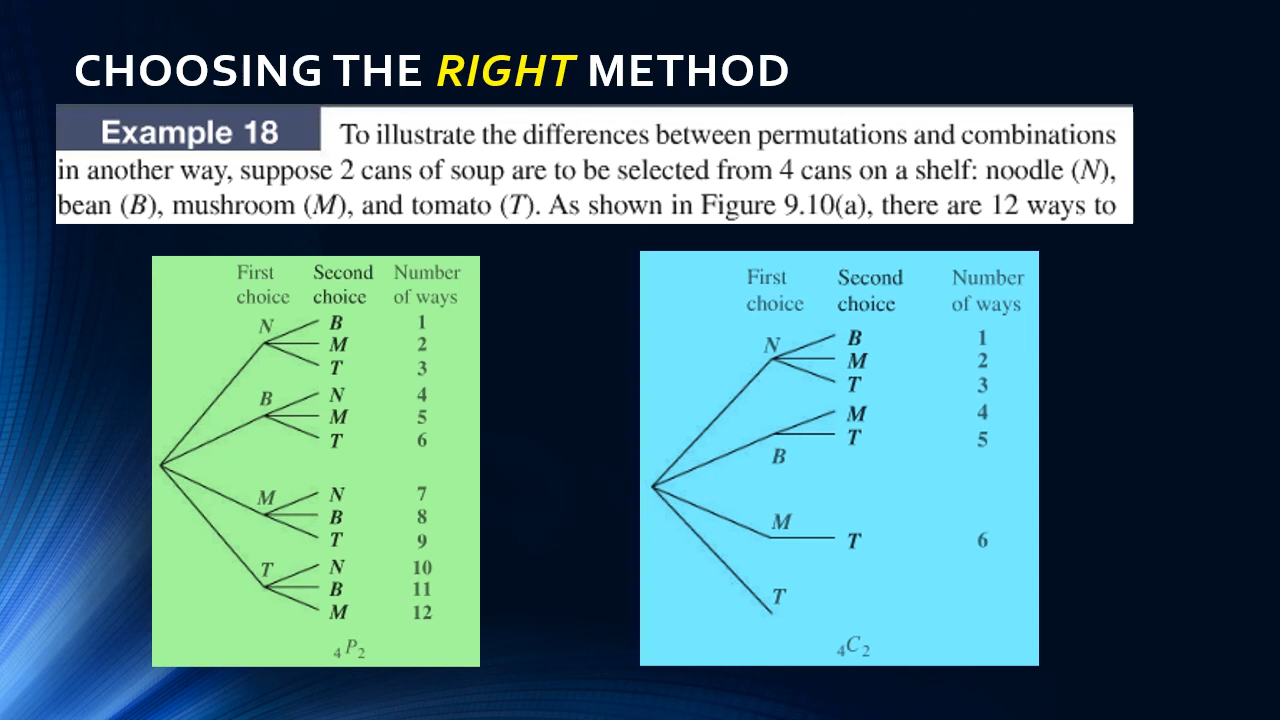 CHOOSING THE RIGHT METHOD
Example 18 To illustrate the differences between permutations and combinations
in another way, suppose 2 cans of soup are to be selected from 4 cans on a shelf: noodle (N),
bean (B), mushroom (M), and tomato (T). As shown in Figure 9.10(a), there are 12 ways to
First Second Number
choice choice of ways
N B 1
M 2
T 3
B N 4
M 5
T 6
M N 7
B 8
T 9
T N 10
B 11
M 12
4P2
First Second Number
choice choice of ways
N B 1
M 2
T 3
M 4
T 5
B
M
T 6
T
4C2